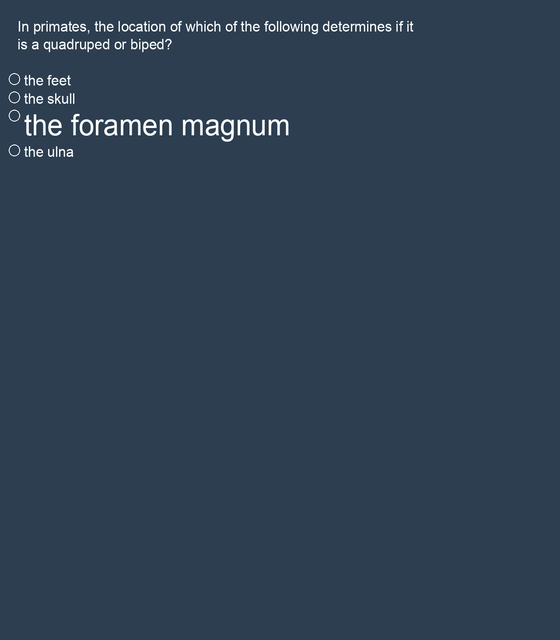 In primates, the location of which of the following determines if it
is a quadruped or biped?
the feet
the skull
the foramen magnum
the ulna